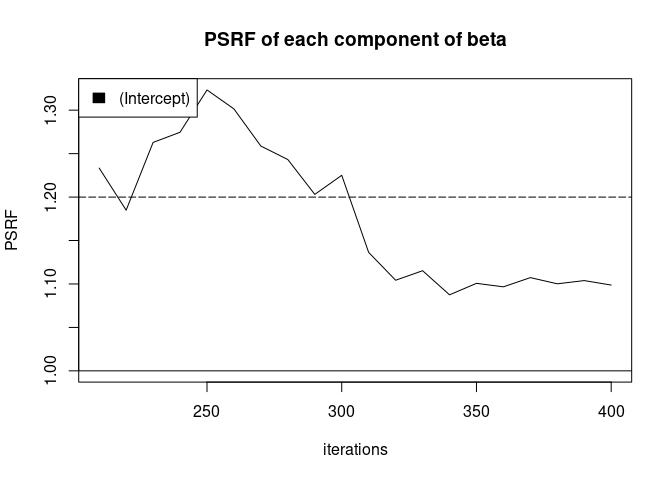 PSRF of each component of beta
(Intercept)
1.30
1.20
1.10
1.00
PSRF
250 300 350 400
iterations